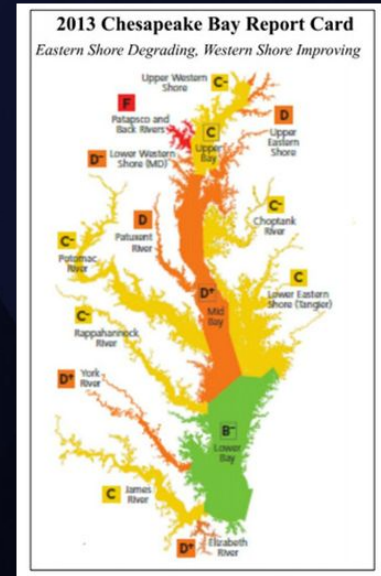 2013 Chesapeake Bay Report Card
Eastern Shore Degrading, Western Shore Improving
Upper Western
Shore
C-
F
Patapsco and
Back Rivers
C
Upper
Bay
D
Upper
Eastern
Shore
D-
Lower Western
Shore (MD)
C-
Choptank
River
D
Patuxent
River
C-
Potomac
River
C
Lower Eastern
Shore (Tangier)
D+
Mid
Bay
C-
Rappahannock
River
D+
York
River
B-
Lower
Bay
C
James
River
D+
Elizabeth
River